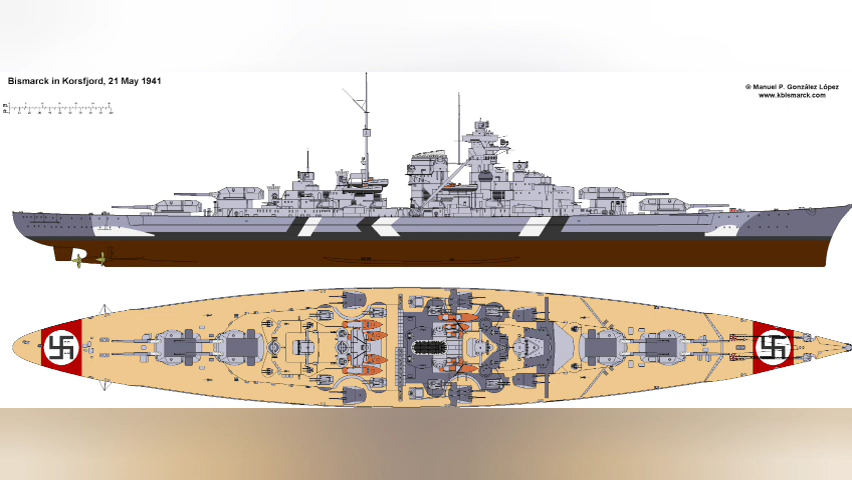 Bismarck in Korsfjord, 21 May 1941
© Manuel P. González López
www.kbismarck.com